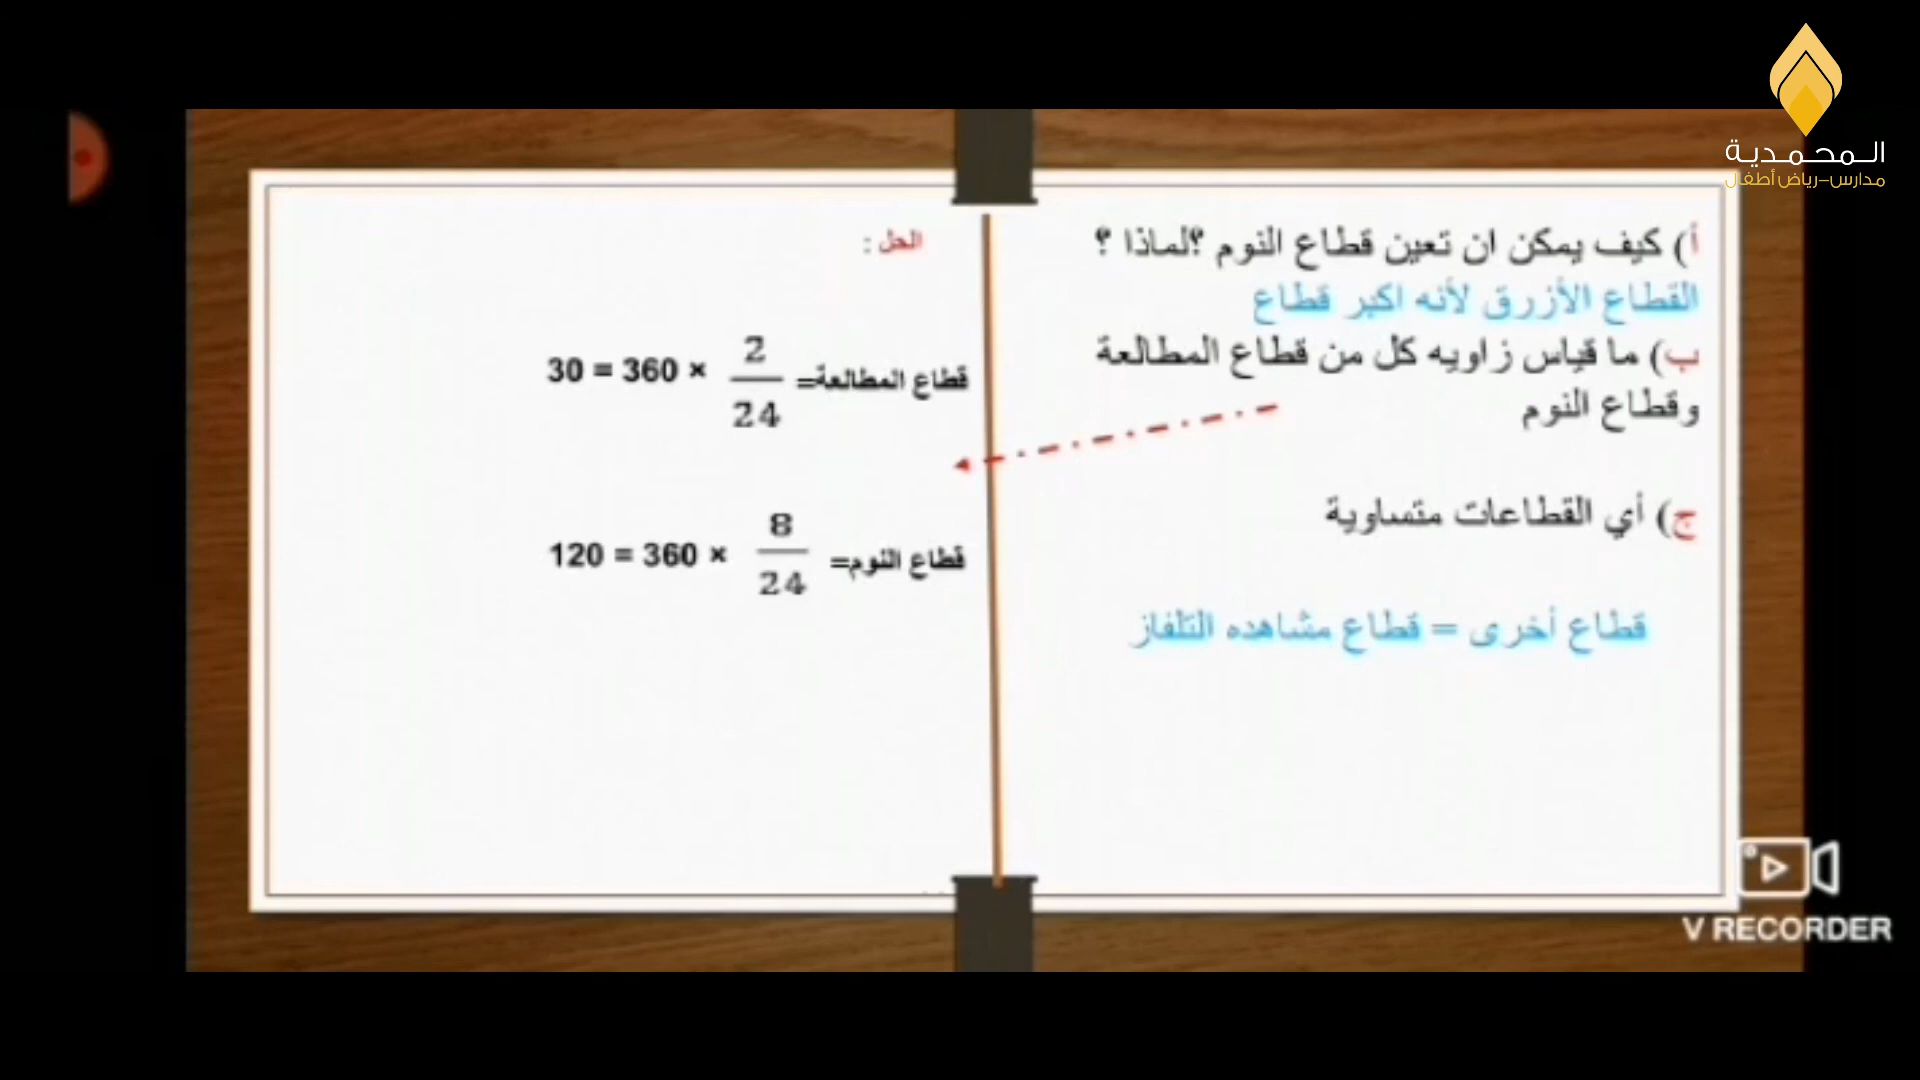 المحمدية
مدارس-رياض أطفال
أ) كيف يمكن ان تعين قطاع النوم ؟لماذا ؟
القطاع الأزرق لأنه اكبر قطاع
ب) ما قياس زاويه كل من قطاع المطالعة
وقطاع النوم
ج) أي القطاعات متساوية
قطاع أخرى = قطاع مشاهده التلفاز
الحل :
قطاع المطالعة= 2/24 × 360 = 30
قطاع النوم= 8/24 × 360 = 120
V RECORDER